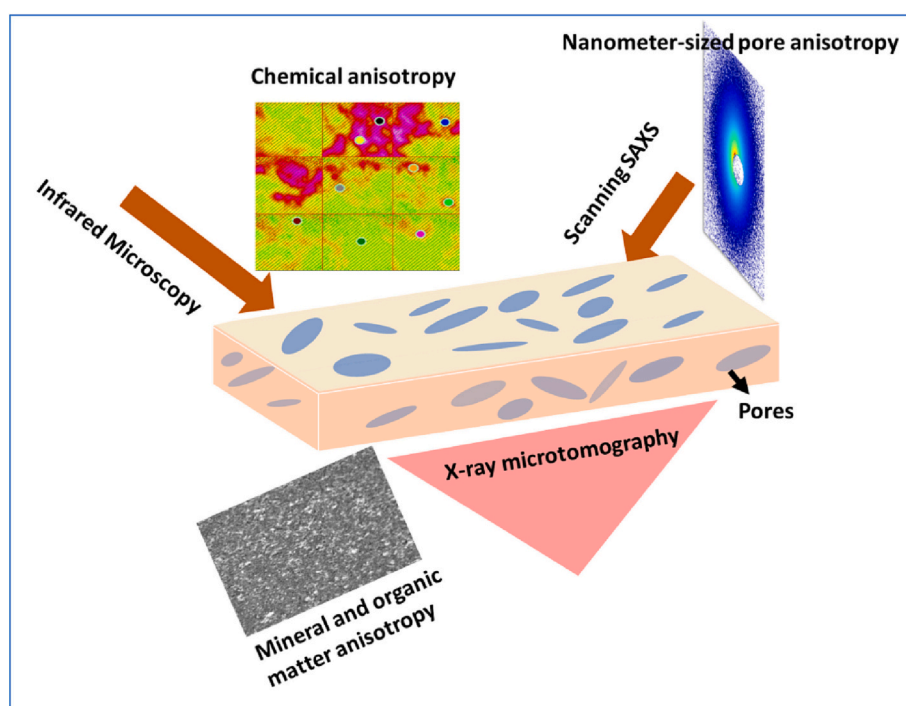 Nanometer-sized pore anisotropy
Chemical anisotropy
Infrared Microscopy
Scanning SAXS
Pores
X-ray microtomography
Mineral and organic
matter anisotropy